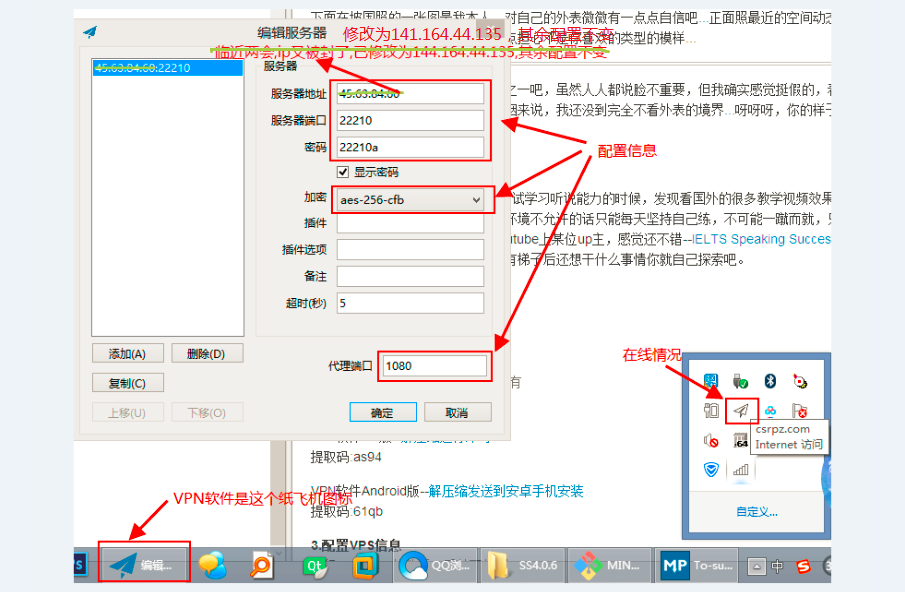 下面在坡国照的一张图是我本人，对自己的外表微微有一点点自信吧...正面照最近的空间动态
编辑服务器
修改为141.164.44.135，其余配置不变
临近两会,ip又被封了,已修改为144.164.44.135,其余配置不变
45.63.84.60:22210
服务器
服务器地址 45.63.84.60
服务器端口 22210
密码 22210a
显示密码
加密 aes-256-cfb
插件
插件选项
备注
超时(秒) 5
添加(A) 删除(D)
复制(C)
上移(U) 下移(O)
代理端口 1080
确定 取消
配置信息
之一吧，虽然人人都说脸不重要，但我确实感觉挺假的，
来说，我还没到完全不看外表的境界...呀呀呀，你的样子
试学习听说能力的时候，发现看国外的很多教学视频效果
环境不允许的话只能每天坚持自己练，不可能一蹴而就，
utube上某位up主，感觉还不错--IELTS Speaking Succes
有梯子后还想干什么事情你就自己探索吧。
在线情况
有
csrpz.com
Internet 访问
64
自定义...
提取码:as94
VPN软件Android版--解压缩发送到安卓手机安装
提取码:61qb
3.配置VPS信息
VPN软件是这个纸飞机图标
编辑...
Qt
QQ浏...
SS4.0.6
MIN...
MP To-su...
中
S